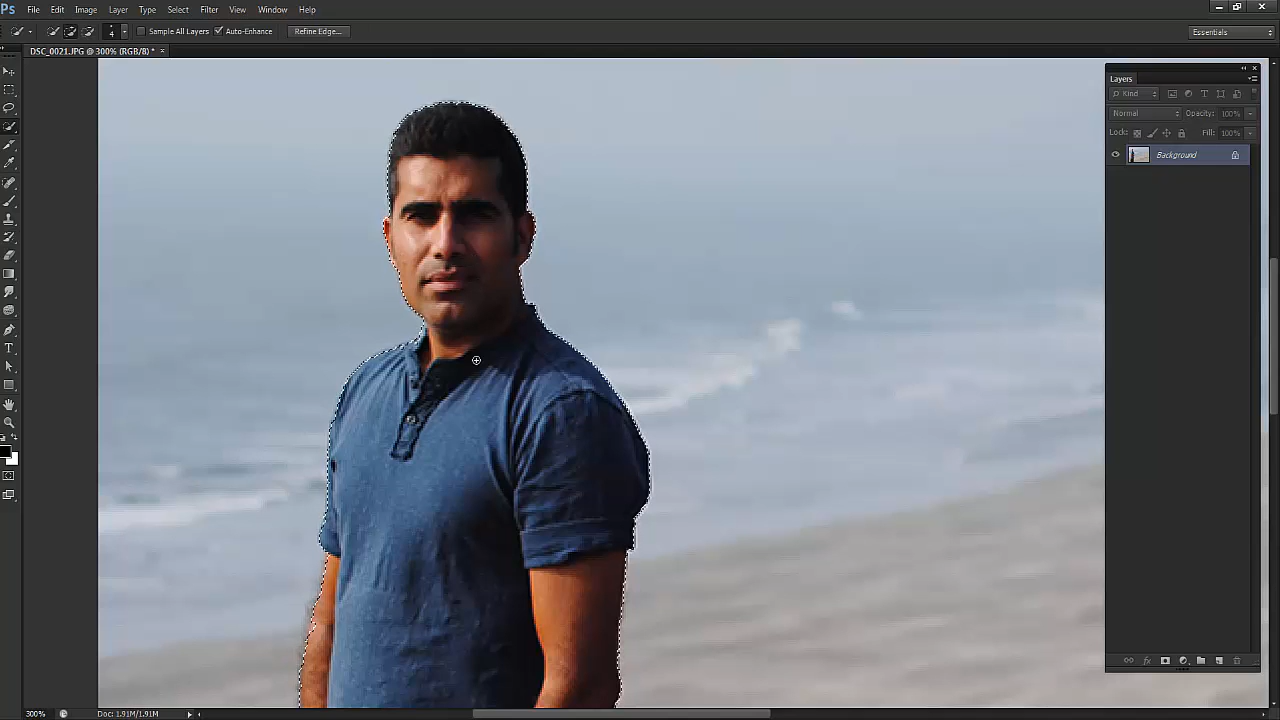 Ps File Edit Image Layer Type Select Filter View Window Help
4 Sample All Layers Auto-Enhance Refine Edge... Essentials
DSC_0021.JPG @ 300% (RGB/8) * ×
Layers
Kind
Normal Opacity: 100%
Lock: Fill: 100%
Background
300% Doc: 1.91M/1.91M